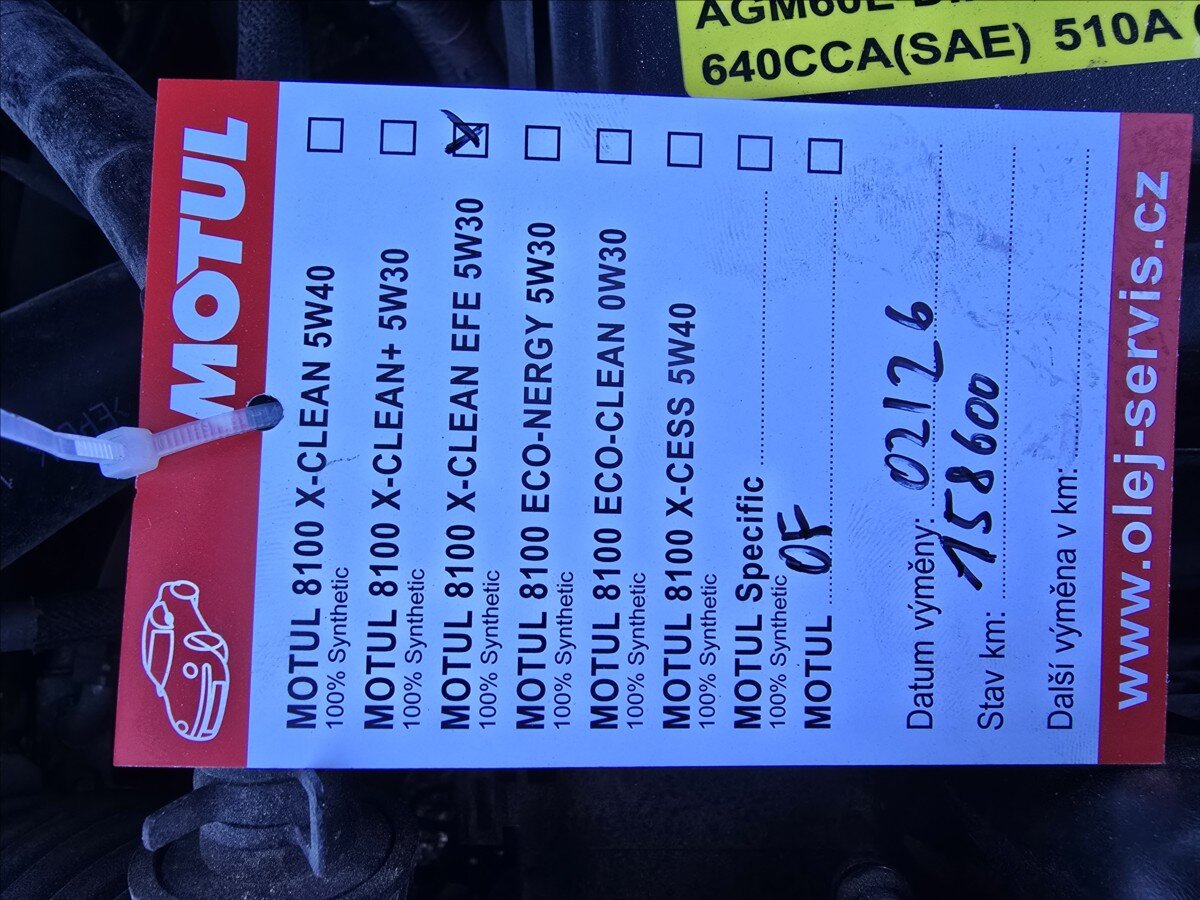 640CCA(SAE) 510A
MOTUL
MOTUL 8100 X-CLEAN 5W40
100% Synthetic
MOTUL 8100 X-CLEAN+ 5W30
100% Synthetic
MOTUL 8100 X-CLEAN EFE 5W30
100% Synthetic
MOTUL 8100 ECO-NERGY 5W30
100% Synthetic
MOTUL 8100 ECO-CLEAN 0W30
100% Synthetic
MOTUL 8100 X-CESS 5W40
100% Synthetic
MOTUL Specific
100% Synthetic
MOTUL OF
Datum výměny: 02126
Stav km: 158600
Další výměna v km:
www.olej-servis.cz